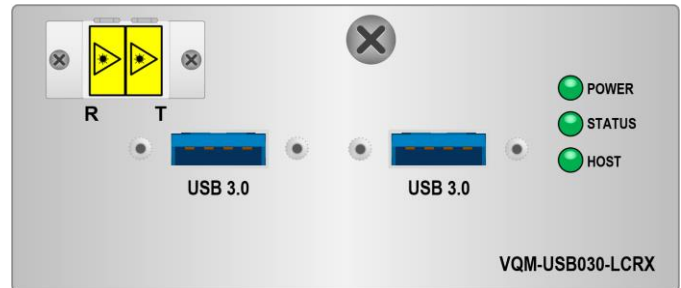 R T
POWER
STATUS
HOST
USB 3.0 USB 3.0
VQM-USB030-LCRX